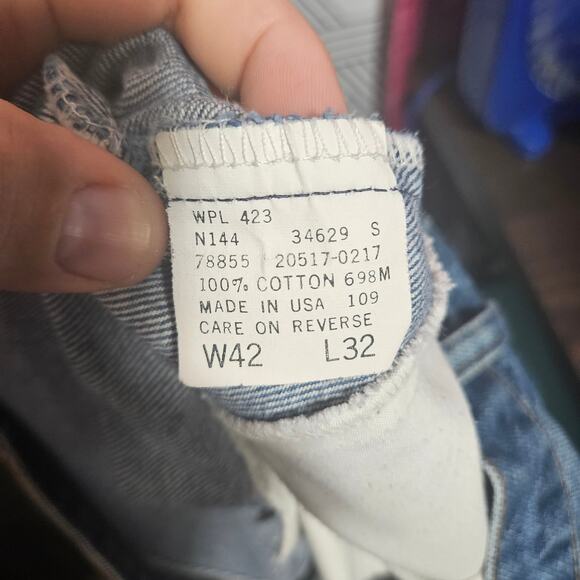 WPL 423
N144 34629 S
78855 20517-0217
100% COTTON 698M
MADE IN USA 109
CARE ON REVERSE
W42 L32